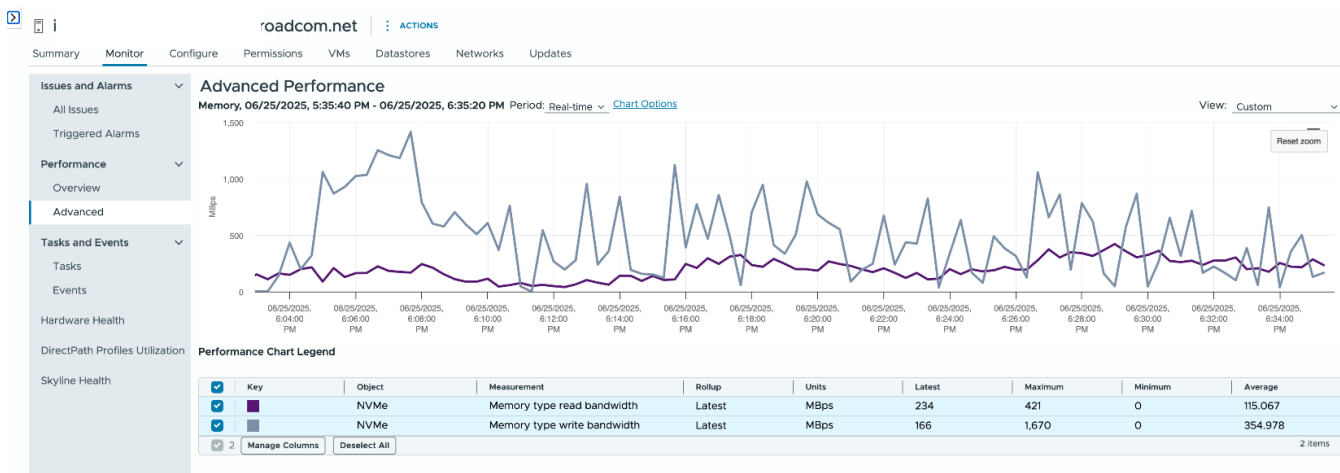 i roadcom.net ACTIONS
Summary Monitor Configure Permissions VMs Datastores Networks Updates
Issues and Alarms
All Issues
Triggered Alarms
Performance
Overview
Advanced
Tasks and Events
Tasks
Events
Hardware Health
DirectPath Profiles Utilization
Skyline Health
Advanced Performance
Memory, 06/25/2025, 5:35:40 PM - 06/25/2025, 6:35:20 PM Period: Real-time Chart Options View: Custom
Reset zoom
MBps
1,500
1,000
500
0
06/25/2025, 6:04:00 PM
06/25/2025, 6:06:00 PM
06/25/2025, 6:08:00 PM
06/25/2025, 6:10:00 PM
06/25/2025, 6:12:00 PM
06/25/2025, 6:14:00 PM
06/25/2025, 6:16:00 PM
06/25/2025, 6:18:00 PM
06/25/2025, 6:20:00 PM
06/25/2025, 6:22:00 PM
06/25/2025, 6:24:00 PM
06/25/2025, 6:26:00 PM
06/25/2025, 6:28:00 PM
06/25/2025, 6:30:00 PM
06/25/2025, 6:32:00 PM
06/25/2025, 6:34:00 PM
Performance Chart Legend
Key Object Measurement Rollup Units Latest Maximum Minimum Average
NVMe Memory type read bandwidth Latest MBps 234 421 0 115.067
NVMe Memory type write bandwidth Latest MBps 166 1,670 0 354.978
2 Manage Columns Deselect All 2 items